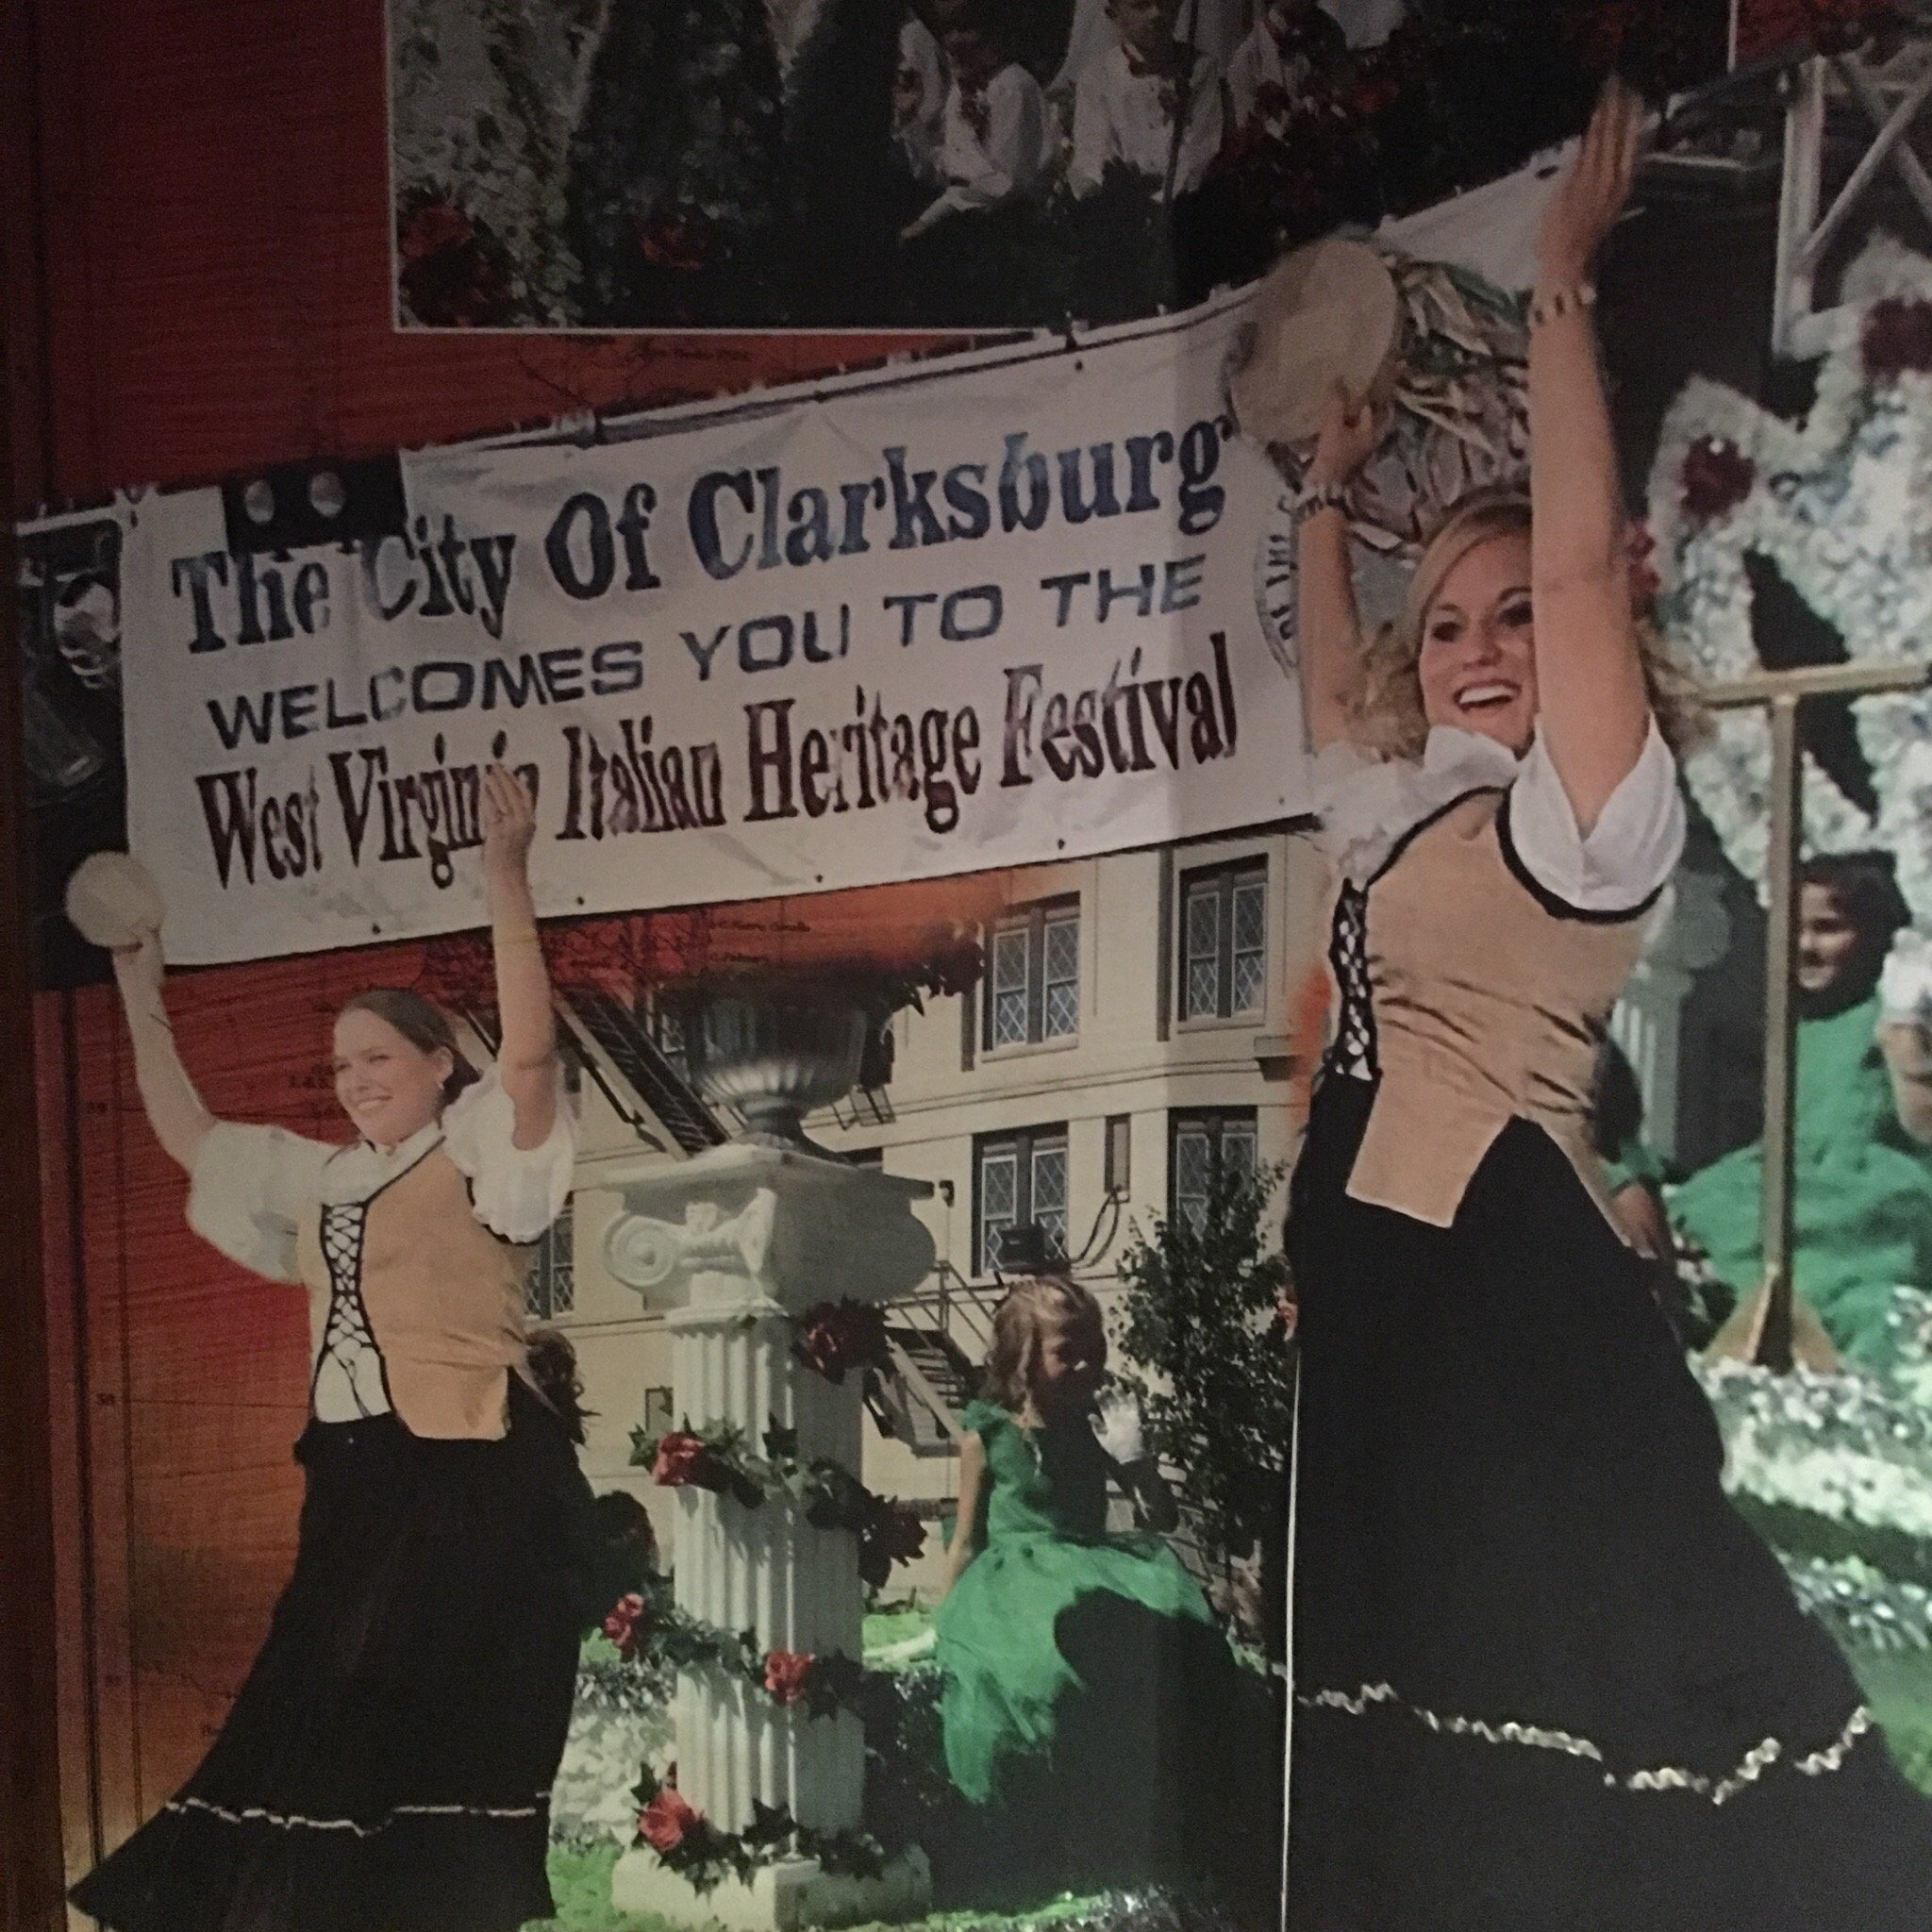 The City Of Clarksburg
WELCOMES YOU TO THE
West Virginia Italian Heritage Festival